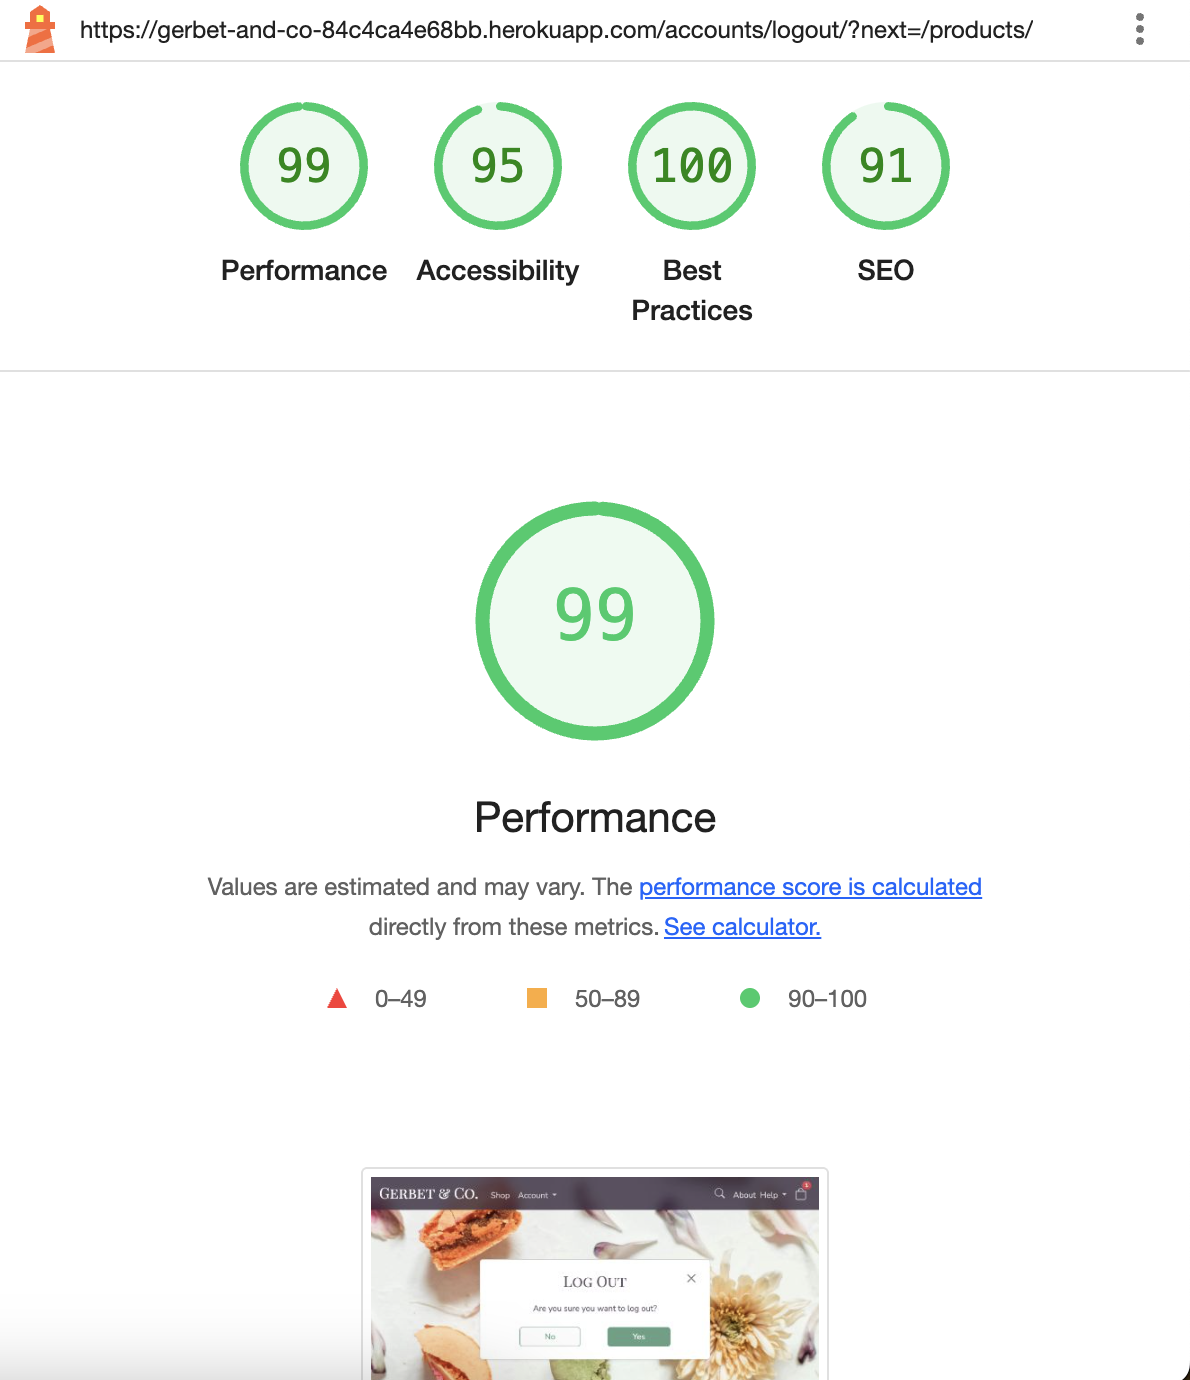 https://gerbet-and-co-84c4ca4e68bb.herokuapp.com/accounts/logout/?next=/products/
99 95 100 91
Performance Accessibility Best Practices SEO
99
Performance
Values are estimated and may vary. The performance score is calculated
directly from these metrics. See calculator.
0–49 50–89 90–100
GERBET & CO. Shop Account About Help
LOG OUT
Are you sure you want to log out?
No Yes